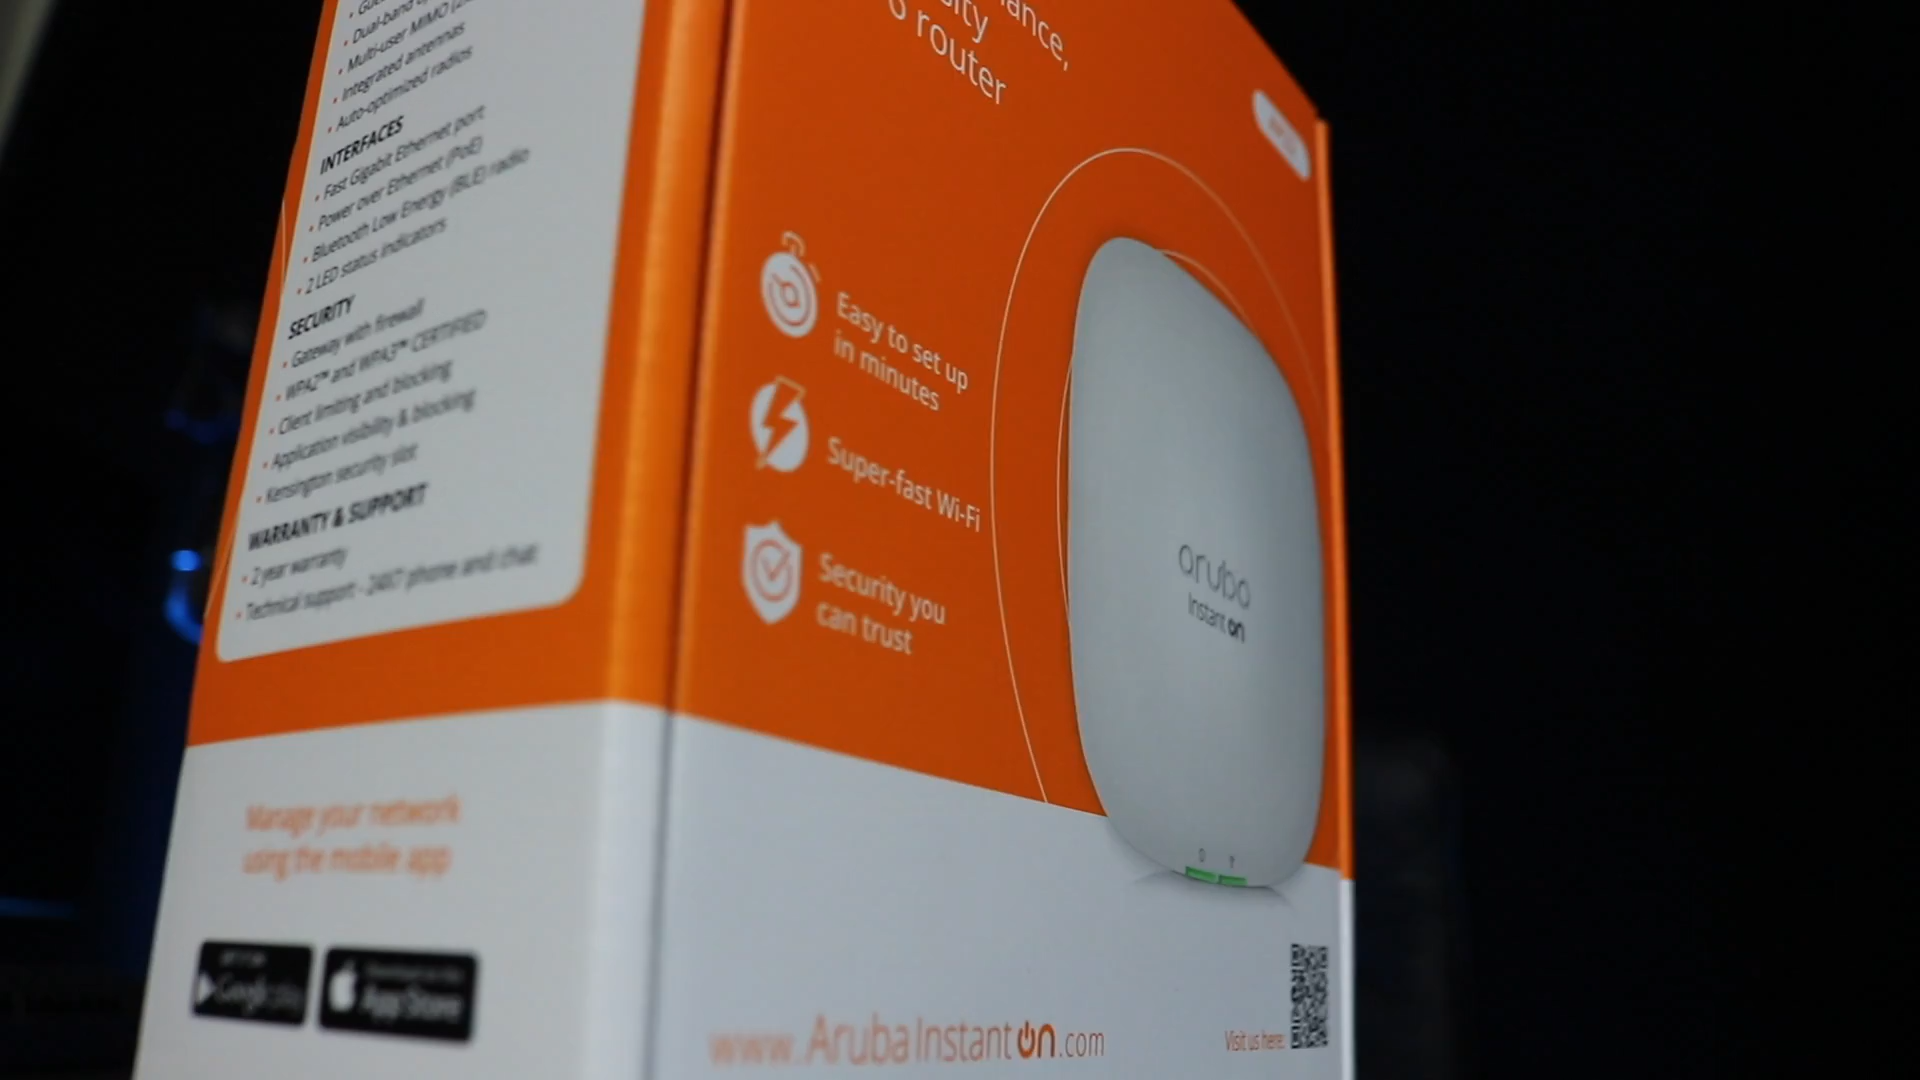 Dual-band
Multi-user MIMO
Integrated antennas
Auto-optimized radios
INTERFACES
Fast Gigabit Ethernet port
Power over Ethernet (PoE)
Bluetooth Low Energy (BLE) radio
2 LED status indicators
SECURITY
Gateway with firewall
WPA2™ and WPA3™ CERTIFIED
Client limiting and blocking
Application visibility & blocking
Kensington security slot
WARRANTY & SUPPORT
2 year warranty
Technical support - 24X7 phone and chat
Manage your network
using the mobile app
Google play
App Store
router
Easy to set up
in minutes
Super-fast Wi-Fi
Security you
can trust
aruba
Instant on
www.ArubaInstanton.com
Visit us here: